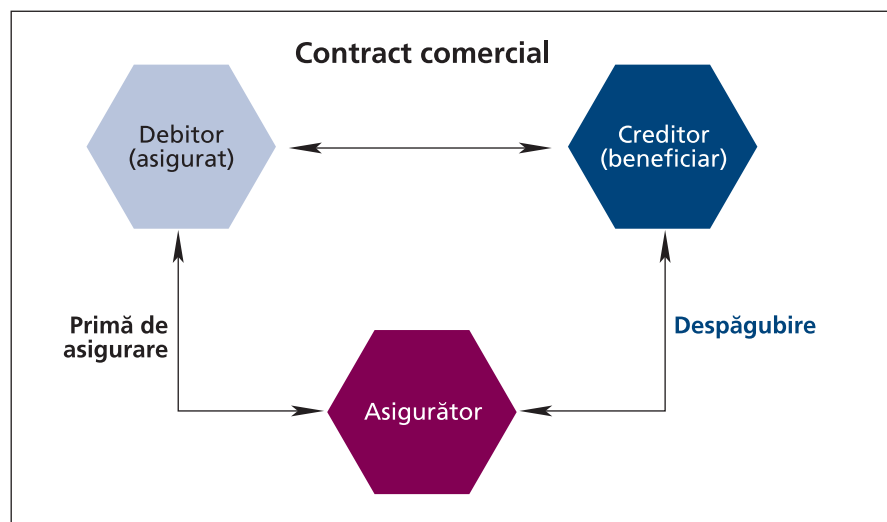 Contract comercial
Debitor
(asigurat)
Creditor
(beneficiar)
Primă de
asigurare
Despăgubire
Asigurător